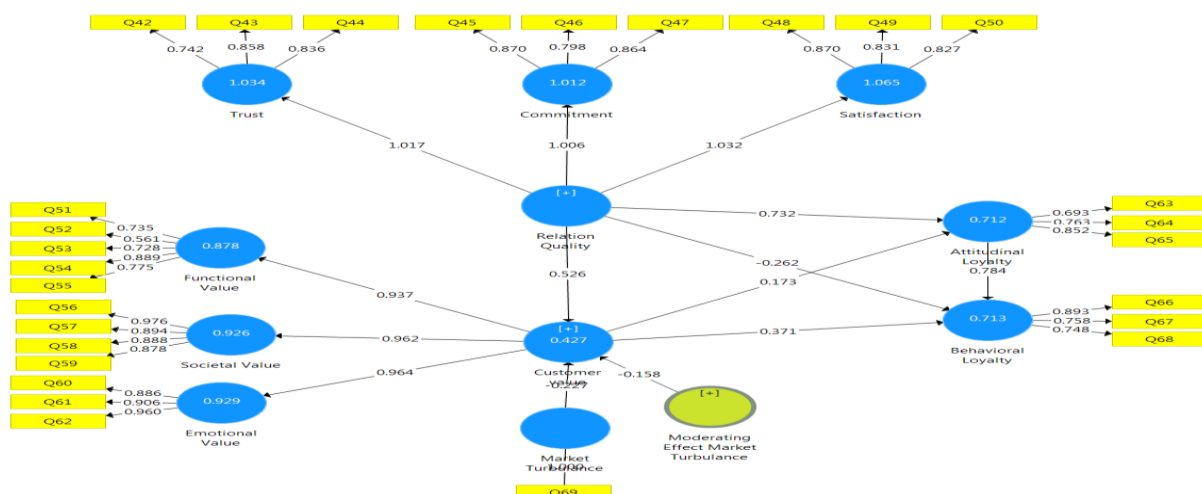 Q42 Q43 Q44 Q45 Q46 Q47 Q48 Q49 Q50
0.742 0.858 0.836 0.870 0.798 0.864 0.870 0.831 0.827
1.034 1.012 1.065
Trust Commitment Satisfaction
1.017 1.006 1.032
[+]
Relation
Quality
Q51
Q52
Q53
Q54
Q55
0.735
0.561
0.728
0.889
0.775
0.878
Functional
Value
0.732
-0.262
0.526
0.173
0.937
0.712
Attitudinal
Loyalty
0.784
0.693
0.763
0.852
Q63
Q64
Q65
Q56
Q57
Q58
Q59
0.976
0.894
0.888
0.878
0.926
Societal Value
0.962
[+]
0.427
Customer
value
0.371
0.713
Behavioral
Loyalty
0.893
0.758
0.748
Q66
Q67
Q68
Q60
Q61
Q62
0.886
0.906
0.960
0.929
Emotional
Value
0.964
-0.227
-0.158
[+]
Moderating
Effect Market
Turbulance
Market
Turbulance
1.000
Q69